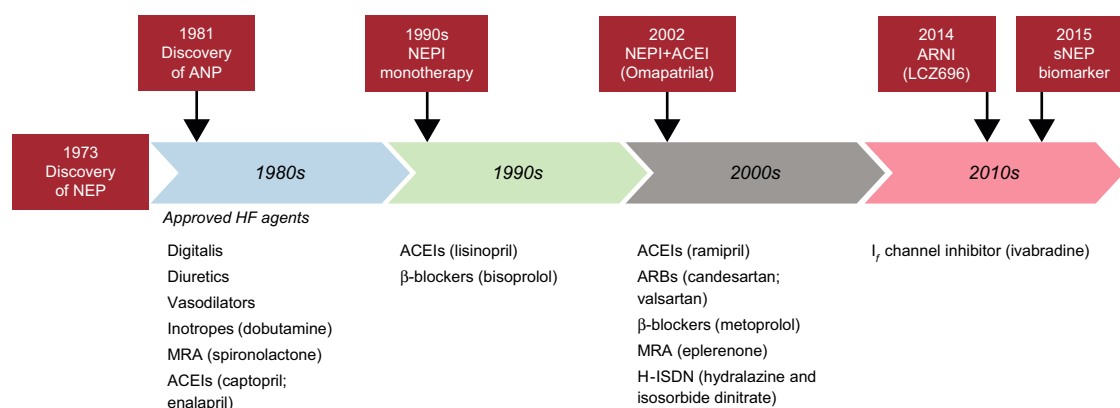 1981
Discovery
of ANP
1990s
NEPI
monotherapy
2002
NEPI+ACEI
(Omapatrilat)
2014
ARNI
(LCZ696)
2015
sNEP
biomarker
1973
Discovery
of NEP
1980s
1990s
2000s
2010s
Approved HF agents
Digitalis
Diuretics
Vasodilators
Inotropes (dobutamine)
MRA (spironolactone)
ACEIs (captopril;
enalapril)
ACEIs (lisinopril)
β-blockers (bisoprolol)
ACEIs (ramipril)
ARBs (candesartan;
valsartan)
β-blockers (metoprolol)
MRA (eplerenone)
H-ISDN (hydralazine and
isosorbide dinitrate)
If channel inhibitor (ivabradine)